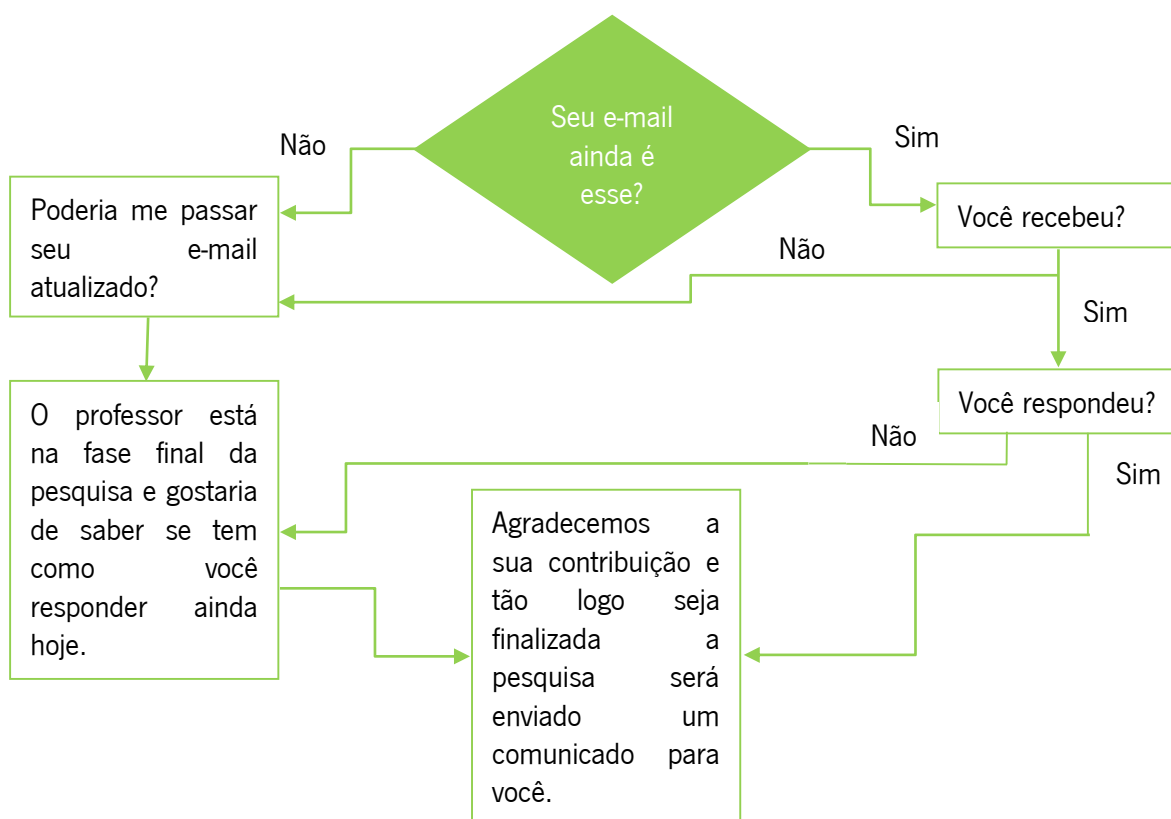 Seu e-mail
ainda é
esse?
Não
Sim
Poderia me passar
seu e-mail
atualizado?
Você recebeu?
Não
Sim
O professor está
na fase final da
pesquisa e gostaria
de saber se tem
como você
responder ainda
hoje.
Você respondeu?
Não
Sim
Agradecemos a
sua contribuição e
tão logo seja
finalizada a
pesquisa será
enviado um
comunicado para
você.